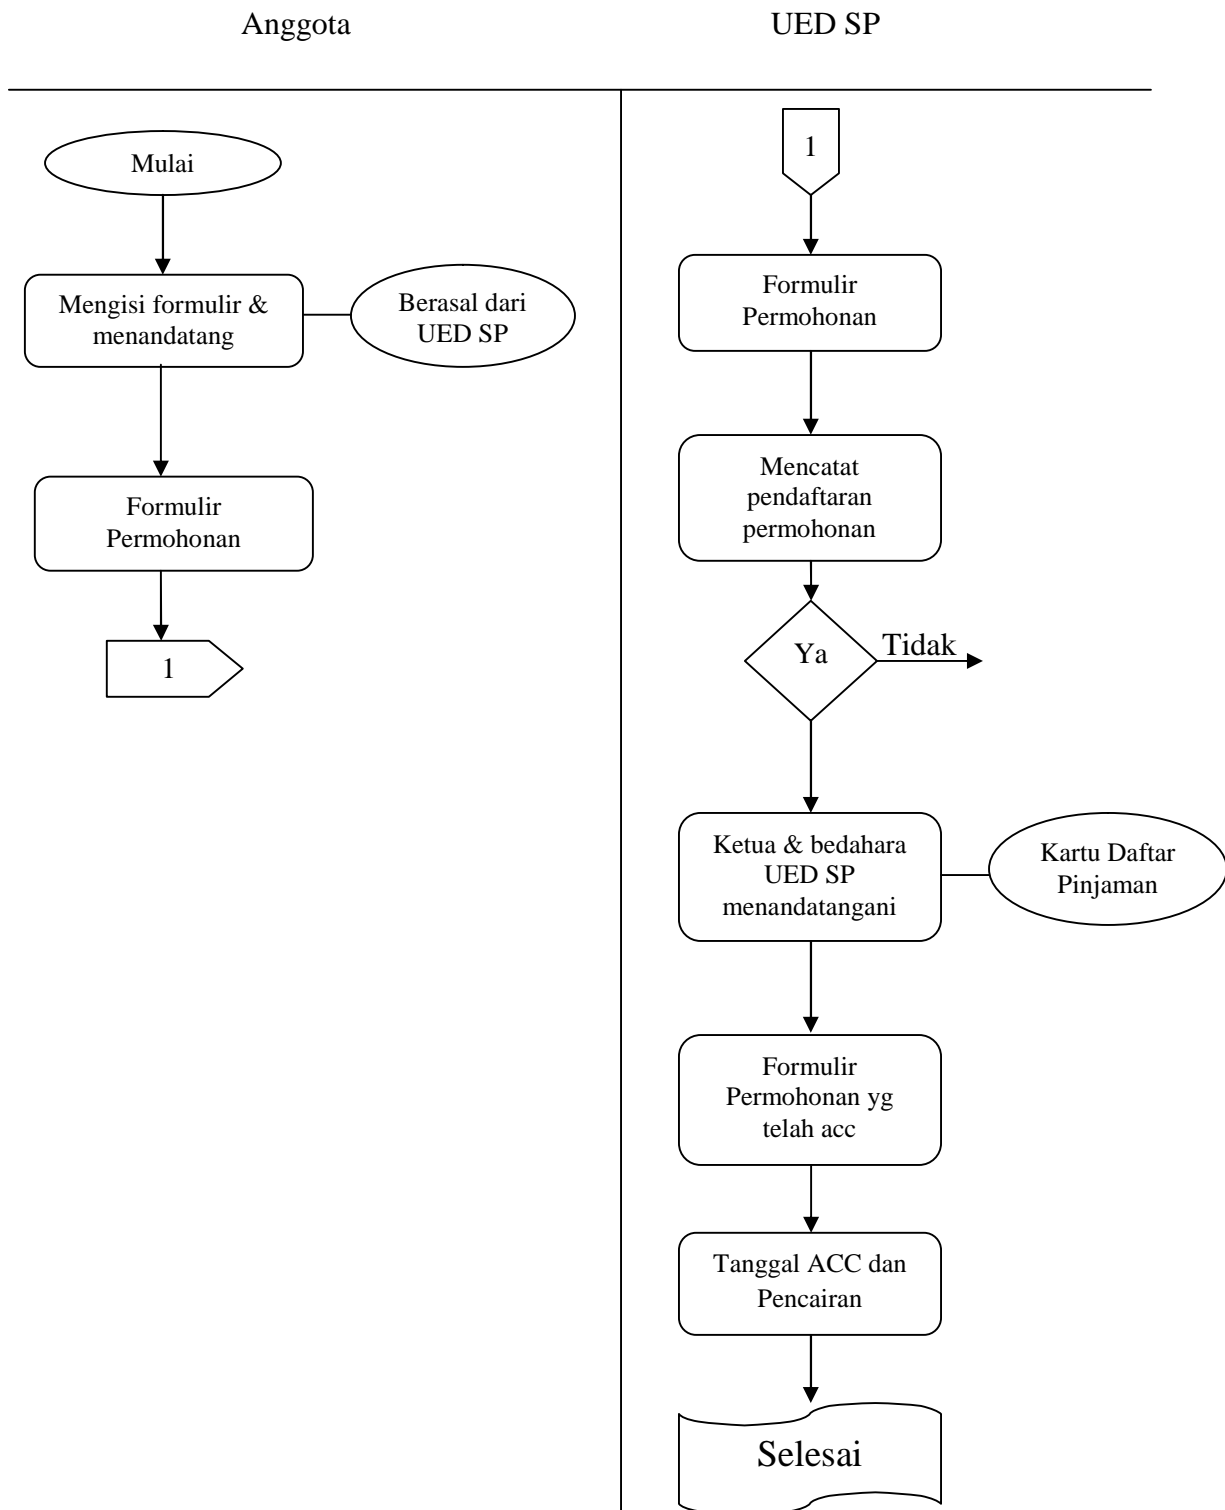 Anggota
UED SP
Mulai
Mengisi formulir &
menandatang
Berasal dari
UED SP
Formulir
Permohonan
1
1
Formulir
Permohonan
Mencatat
pendaftaran
permohonan
Ya
Tidak
Ketua & bedahara
UED SP
menandatangani
Kartu Daftar
Pinjaman
Formulir
Permohonan yg
telah acc
Tanggal ACC dan
Pencairan
Selesai